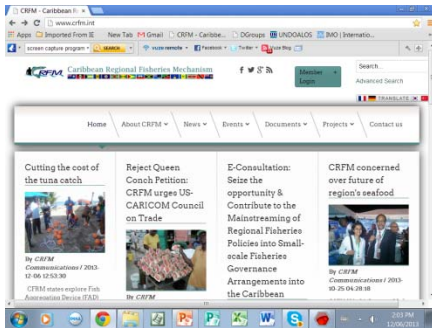 CRFM - Caribbean F
www.crfm.int
Apps Imported From IE New Tab Gmail CRFM - Caribbe... DGroups UNDOALOS IMO | Internatio...
screen capture program SEARCH Facebook Twitter
CRFM Caribbean Regional Fisheries Mechanism
Member Login
Search...
Advanced Search
TRANSLATE
Home About CRFM News Events Documents Projects Contact us
Cutting the cost of
the tuna catch
By CRFM
Communications / 2013-
12-06 12:53:30
CRFM states explore Fish
Aggregating Device (FAD)
Reject Queen
Conch Petition:
CRFM urges US-
CARICOM Council
on Trade
By CRFM
E-Consultation:
Seize the
opportunity &
Contribute to the
Mainstreaming of
Regional Fisheries
Policies into Small-
scale Fisheries
Governance
Arrangements into
the Caribbean
CRFM concerned
over future of
region's seafood
By CRFM
Communications / 2013-
10-25 04:28:18
2:03 PM
12/06/2013